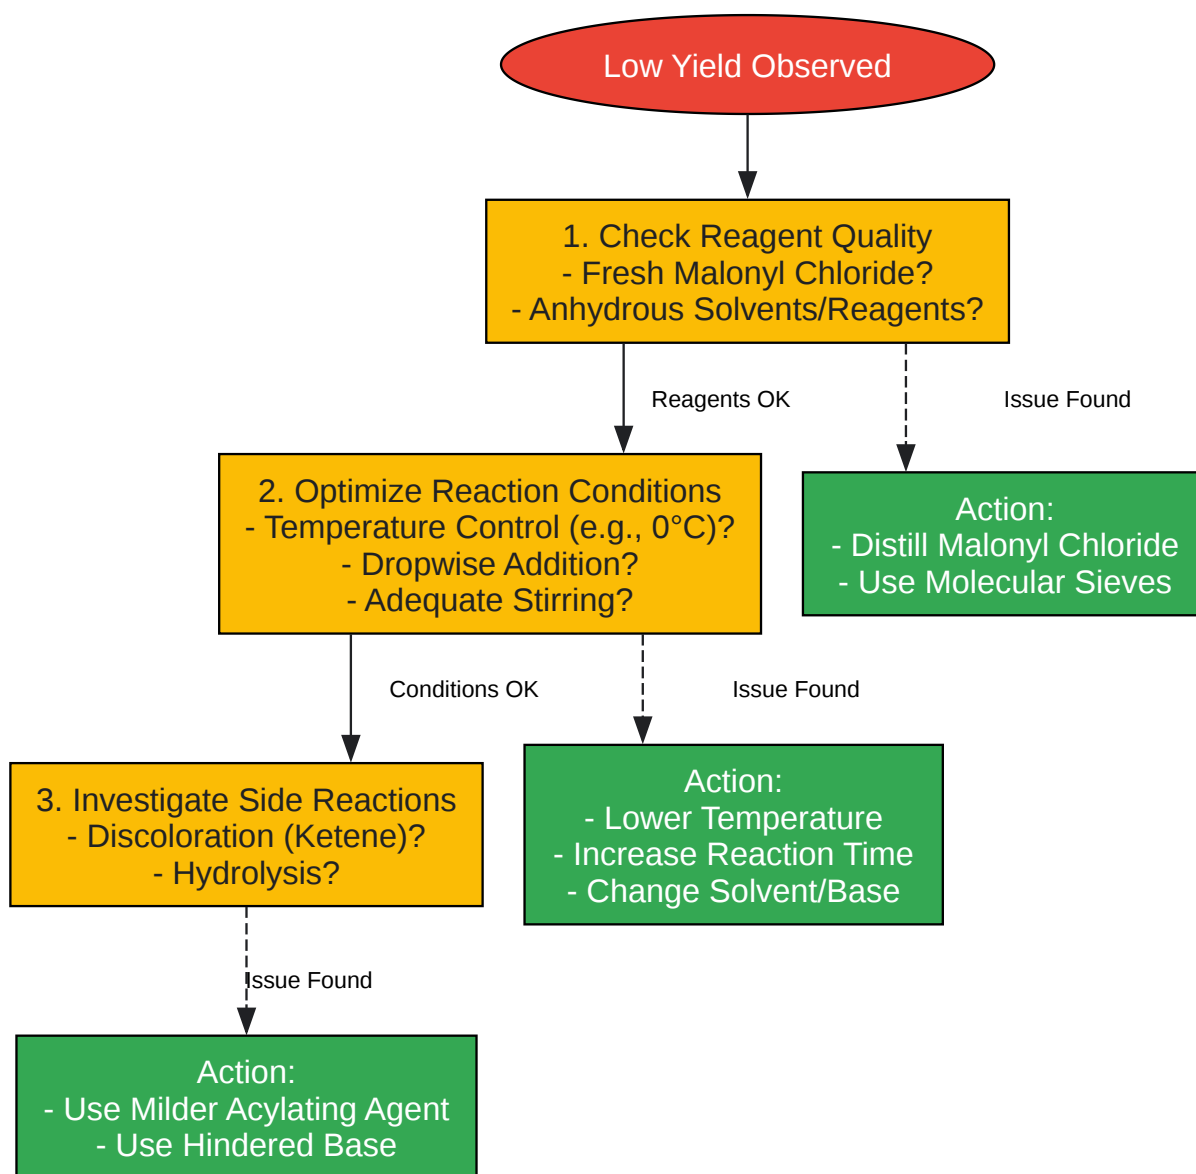 Low Yield Observed
1. Check Reagent Quality
- Fresh Malonyl Chloride?
- Anhydrous Solvents/Reagents?
Reagents OK
Issue Found
2. Optimize Reaction Conditions
- Temperature Control (e.g., 0°C)?
- Dropwise Addition?
- Adequate Stirring?
Action:
- Distill Malonyl Chloride
- Use Molecular Sieves
Conditions OK
Issue Found
3. Investigate Side Reactions
- Discoloration (Ketene)?
- Hydrolysis?
Action:
- Lower Temperature
- Increase Reaction Time
- Change Solvent/Base
Issue Found
Action:
- Use Milder Acylating Agent
- Use Hindered Base